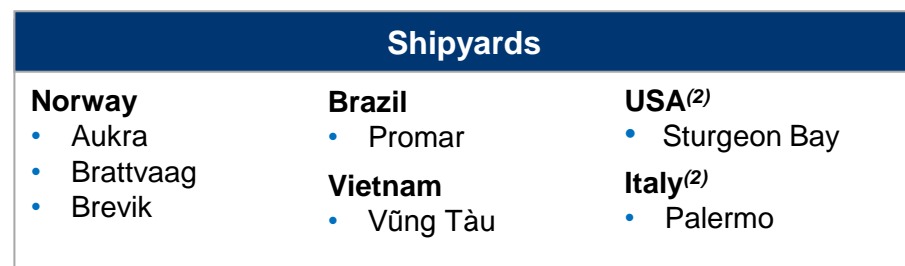 Shipyards
Norway
• Aukra
• Brattvaag
• Brevik
Brazil
• Promar
Vietnam
• Vũng Tàu
USA(2)
• Sturgeon Bay
Italy(2)
• Palermo